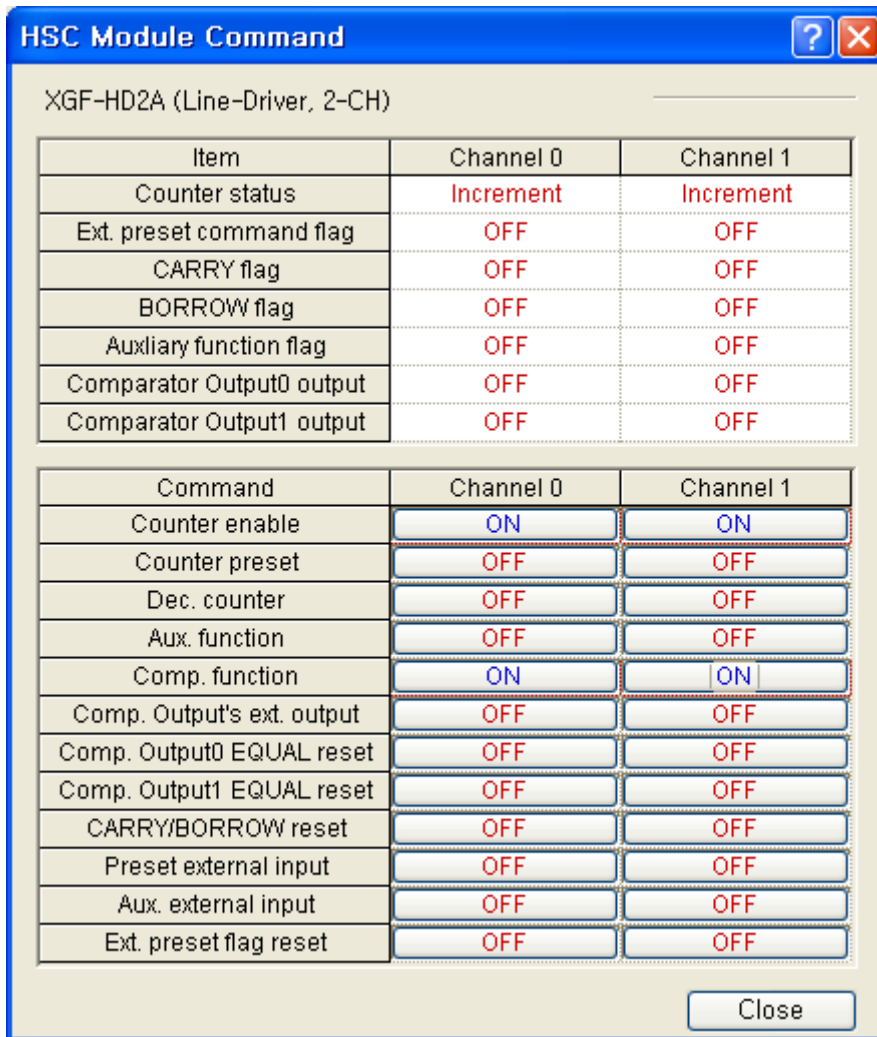 HSC Module Command
XGF-HD2A (Line-Driver, 2-CH)
Item Channel 0 Channel 1
Counter status Increment Increment
Ext. preset command flag OFF OFF
CARRY flag OFF OFF
BORROW flag OFF OFF
Auxliary function flag OFF OFF
Comparator Output0 output OFF OFF
Comparator Output1 output OFF OFF
Command Channel 0 Channel 1
Counter enable ON ON
Counter preset OFF OFF
Dec. counter OFF OFF
Aux. function OFF OFF
Comp. function ON ON
Comp. Output's ext. output OFF OFF
Comp. Output0 EQUAL reset OFF OFF
Comp. Output1 EQUAL reset OFF OFF
CARRY/BORROW reset OFF OFF
Preset external input OFF OFF
Aux. external input OFF OFF
Ext. preset flag reset OFF OFF
Close